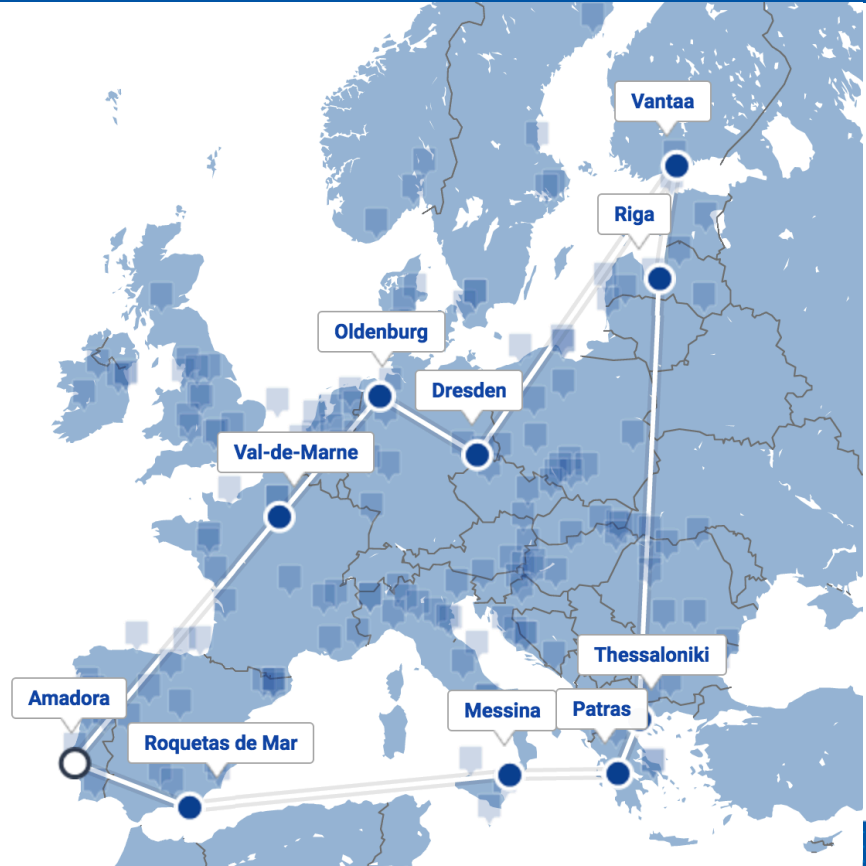 Vantaa
Riga
Oldenburg
Dresden
Val-de-Marne
Thessaloniki
Amadora
Messina
Patras
Roquetas de Mar